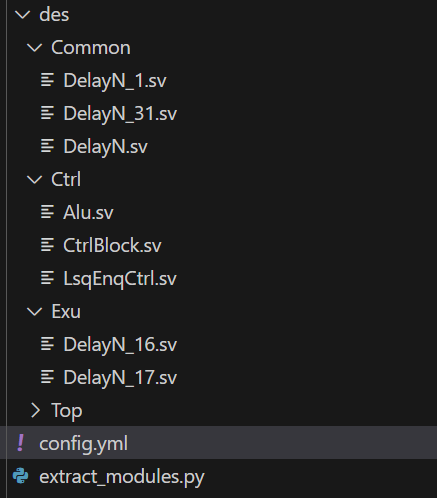 des
Common
DelayN_1.sv
DelayN_31.sv
DelayN.sv
Ctrl
Alu.sv
CtrlBlock.sv
LsqEnqCtrl.sv
Exu
DelayN_16.sv
DelayN_17.sv
Top
! config.yml
extract_modules.py